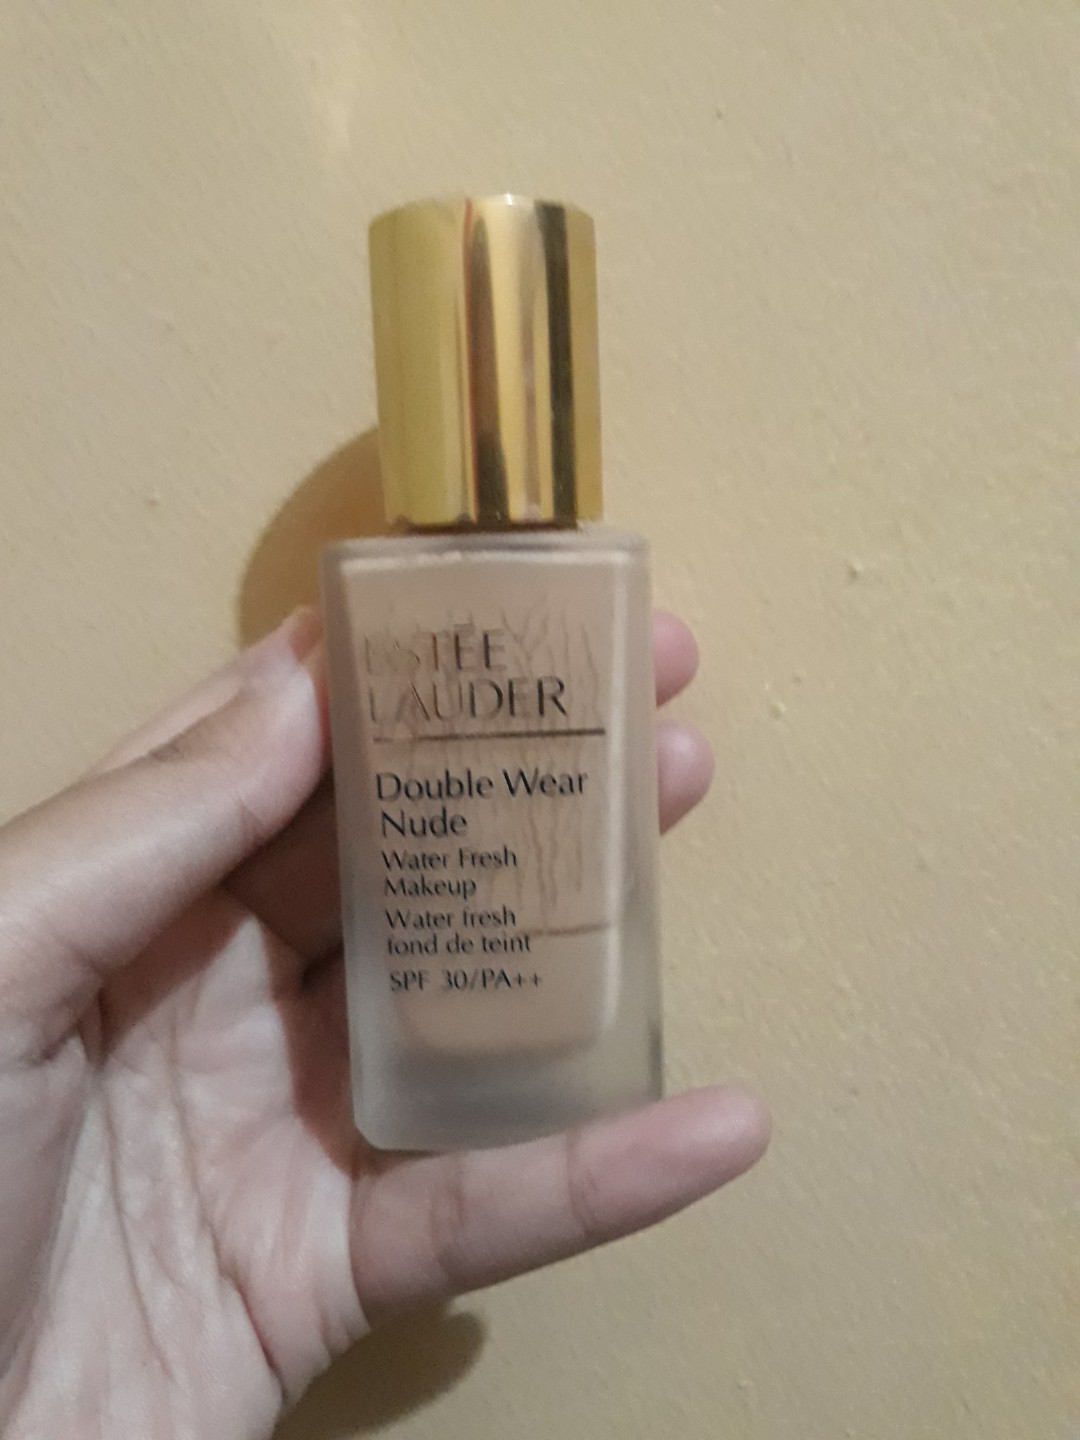 ESTĒE
LAUDER
Double Wear
Nude
Water Fresh
Makeup
Water fresh
fond de teint
SPF 30/PA++